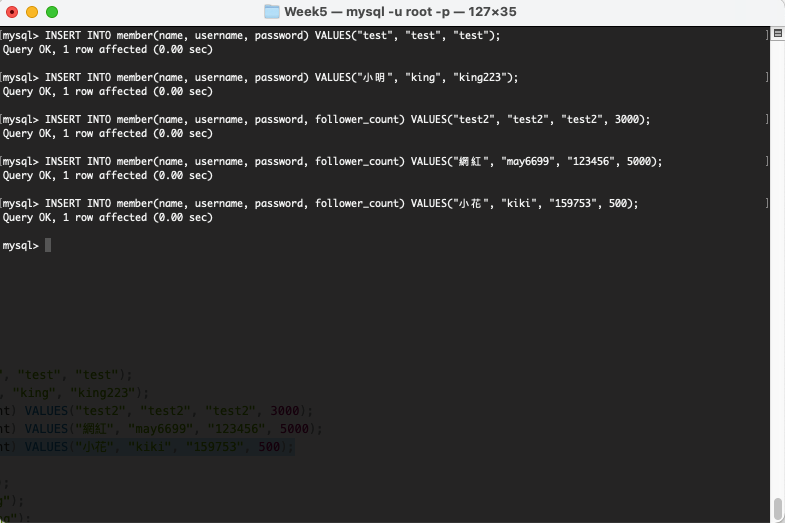 Week5 — mysql -u root -p — 127×35
[mysql> INSERT INTO member(name, username, password) VALUES("test", "test", "test"); ]
Query OK, 1 row affected (0.00 sec)
[mysql> INSERT INTO member(name, username, password) VALUES("小明", "king", "king223"); ]
Query OK, 1 row affected (0.00 sec)
[mysql> INSERT INTO member(name, username, password, follower_count) VALUES("test2", "test2", "test2", 3000); ]
Query OK, 1 row affected (0.00 sec)
[mysql> INSERT INTO member(name, username, password, follower_count) VALUES("網紅", "may6699", "123456", 5000); ]
Query OK, 1 row affected (0.00 sec)
[mysql> INSERT INTO member(name, username, password, follower_count) VALUES("小花", "kiki", "159753", 500); ]
Query OK, 1 row affected (0.00 sec)
mysql>
", "test", "test");
, "king", "king223");
nt) VALUES("test2", "test2", "test2", 3000);
nt) VALUES("網紅", "may6699", "123456", 5000);
nt) VALUES("小花", "kiki", "159753", 500);
);
");